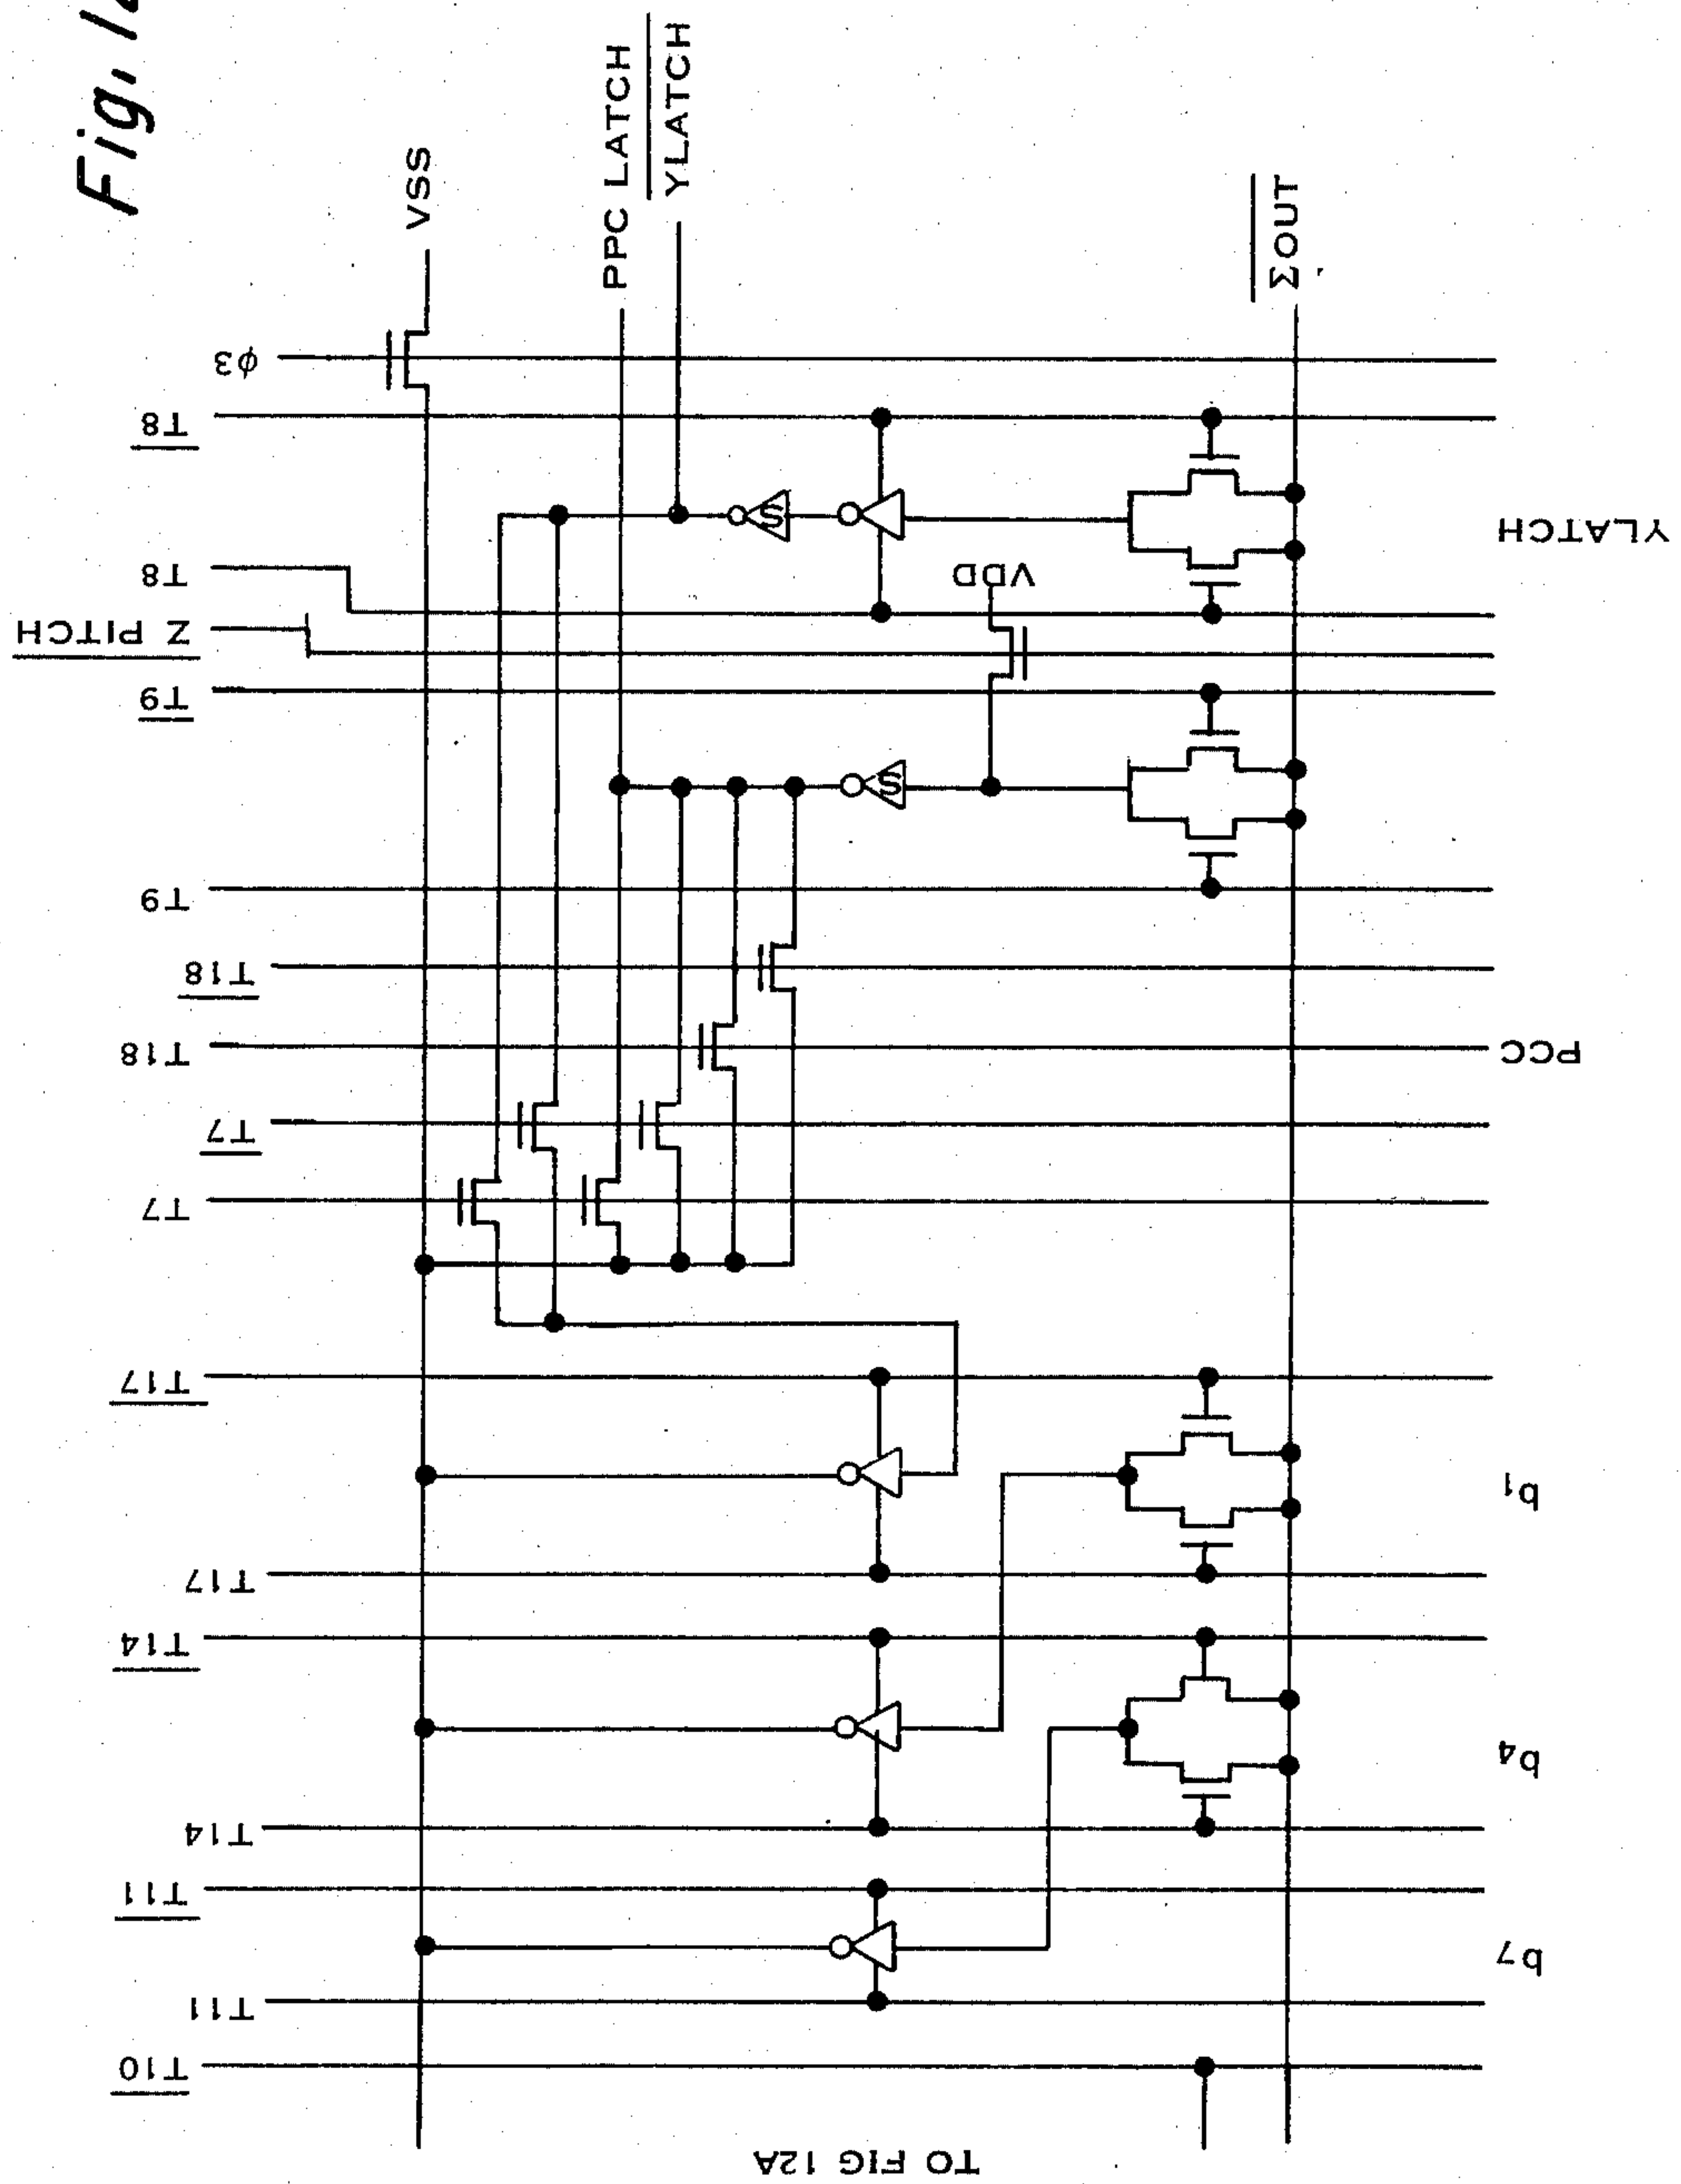 Fig.
VSS
PPC LATCH
YLATCH
ΣOUT
φ3
T8
T8
Z PITCH
T9
T9
T18
T18
T7
T7
T17
T17
T14
T14
T11
T11
T10
VDD
S
S
YLATCH
PCC
b1
b4
b7
TO FIG 12A